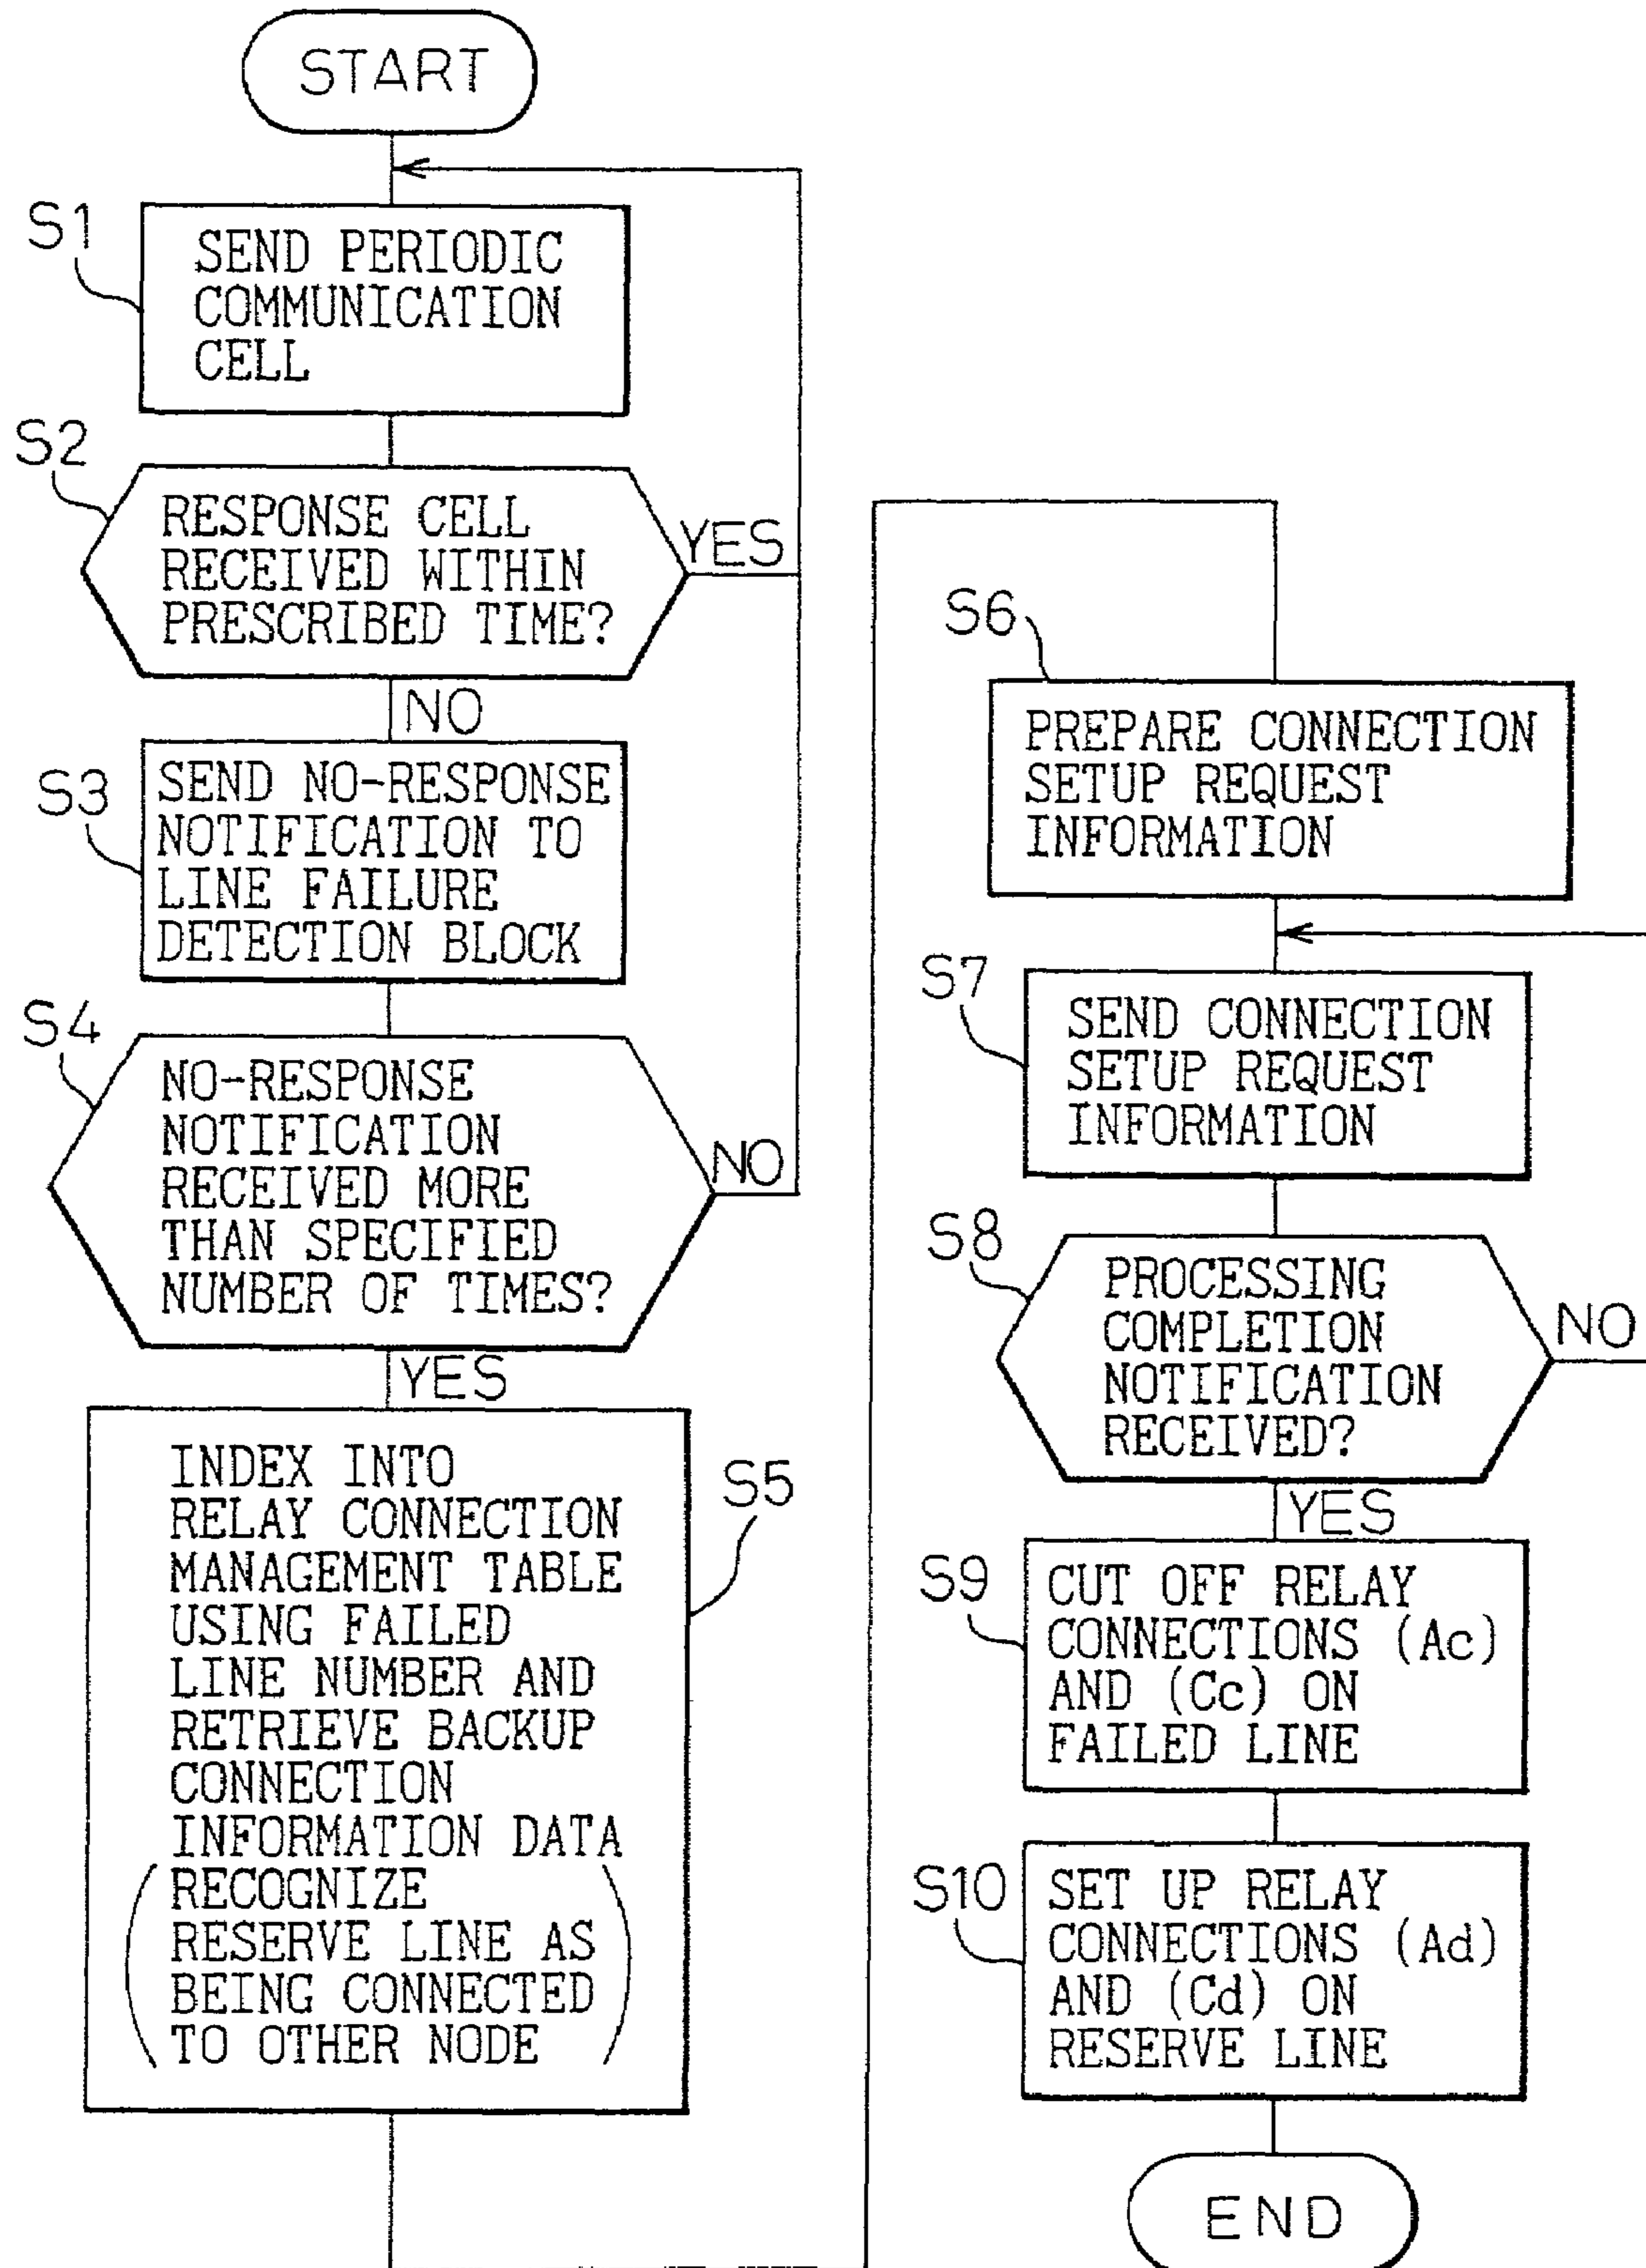 START
S1
SEND PERIODIC
COMMUNICATION
CELL
S2
RESPONSE CELL
RECEIVED WITHIN
PRESCRIBED TIME?
YES
NO
S3
SEND NO-RESPONSE
NOTIFICATION TO
LINE FAILURE
DETECTION BLOCK
S4
NO-RESPONSE
NOTIFICATION
RECEIVED MORE
THAN SPECIFIED
NUMBER OF TIMES?
NO
YES
S5
INDEX INTO
RELAY CONNECTION
MANAGEMENT TABLE
USING FAILED
LINE NUMBER AND
RETRIEVE BACKUP
CONNECTION
INFORMATION DATA
(RECOGNIZE
RESERVE LINE AS
BEING CONNECTED
TO OTHER NODE)
S6
PREPARE CONNECTION
SETUP REQUEST
INFORMATION
S7
SEND CONNECTION
SETUP REQUEST
INFORMATION
S8
PROCESSING
COMPLETION
NOTIFICATION
RECEIVED?
NO
YES
S9
CUT OFF RELAY
CONNECTIONS (Ac)
AND (Cc) ON
FAILED LINE
S10
SET UP RELAY
CONNECTIONS (Ad)
AND (Cd) ON
RESERVE LINE
END